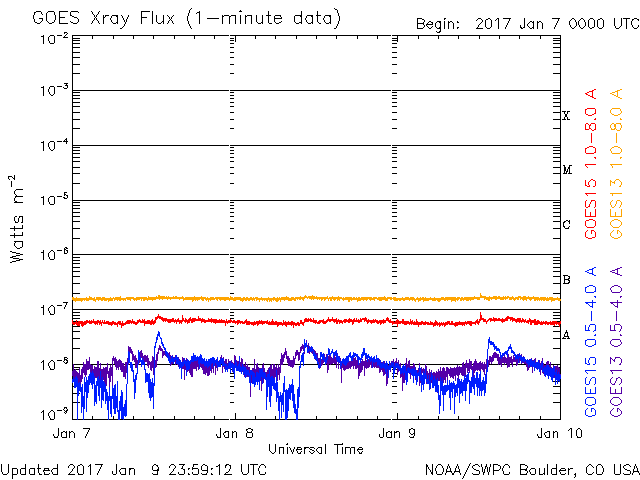 GOES Xray Flux (1-minute data)
Begin: 2017 Jan 7 0000 UTC
10⁻²
10⁻³
10⁻⁴
10⁻⁵
10⁻⁶
10⁻⁷
10⁻⁸
10⁻⁹
Watts m⁻²
X
M
C
B
A
GOES15 1.0-8.0 A
GOES13 1.0-8.0 A
GOES15 0.5-4.0 A
GOES13 0.5-4.0 A
Jan 7
Jan 8
Jan 9
Jan 10
Universal Time
Updated 2017 Jan 9 23:59:12 UTC
NOAA/SWPC Boulder, CO USA